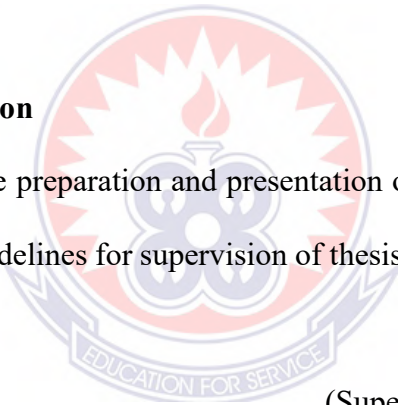 on
e preparation and presentation o
delines for supervision of thesis
EDUCATION FOR SERVICE
(Supe